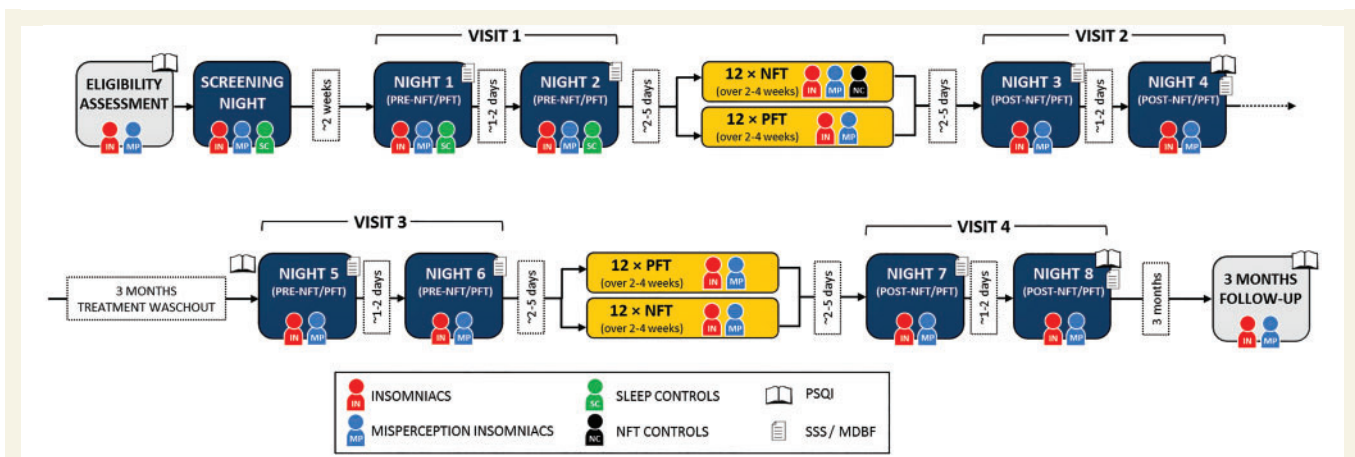 VISIT 1
VISIT 2
ELIGIBILITY
ASSESSMENT
IN MP
SCREENING
NIGHT
IN MP SC
~2 weeks
NIGHT 1
(PRE-NFT/PFT)
IN MP SC
~1-2 days
NIGHT 2
(PRE-NFT/PFT)
IN MP SC
~2-5 days
12 × NFT
(over 2-4 weeks)
IN MP NC
12 × PFT
(over 2-4 weeks)
IN MP
~2-5 days
NIGHT 3
(POST-NFT/PFT)
IN MP
~1-2 days
NIGHT 4
(POST-NFT/PFT)
IN MP
VISIT 3
VISIT 4
3 MONTHS
TREATMENT WASCHOUT
NIGHT 5
(PRE-NFT/PFT)
IN MP
~1-2 days
NIGHT 6
(PRE-NFT/PFT)
IN MP
~2-5 days
12 × PFT
(over 2-4 weeks)
IN MP
12 × NFT
(over 2-4 weeks)
IN MP
~2-5 days
NIGHT 7
(POST-NFT/PFT)
IN MP
~1-2 days
NIGHT 8
(POST-NFT/PFT)
IN MP
3 months
3 MONTHS
FOLLOW-UP
IN MP
IN INSOMNIACS
SC SLEEP CONTROLS
PSQI
MP MISPERCEPTION INSOMNIACS
NC NFT CONTROLS
SSS / MDBF